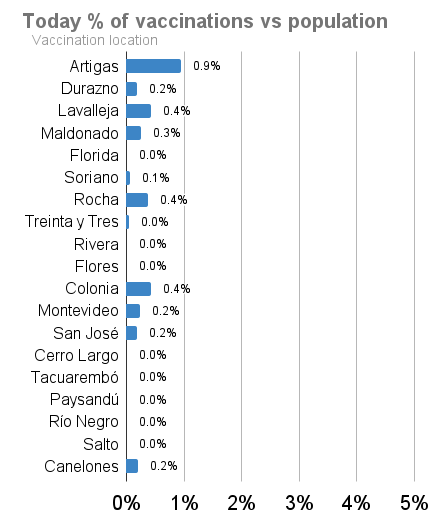 Today % of vaccinations vs population
Vaccination location
Artigas 0.9%
Durazno 0.2%
Lavalleja 0.4%
Maldonado 0.3%
Florida 0.0%
Soriano 0.1%
Rocha 0.4%
Treinta y Tres 0.0%
Rivera 0.0%
Flores 0.0%
Colonia 0.4%
Montevideo 0.2%
San José 0.2%
Cerro Largo 0.0%
Tacuarembó 0.0%
Paysandú 0.0%
Río Negro 0.0%
Salto 0.0%
Canelones 0.2%
0% 1% 2% 3% 4% 5%